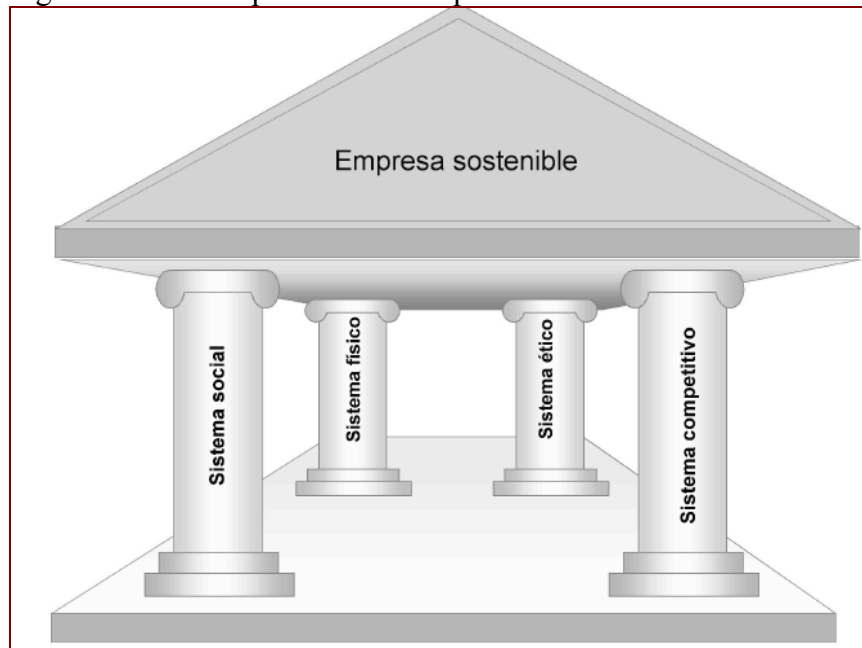 Empresa sostenible
Sistema social
Sistema físico
Sistema ético
Sistema competitivo